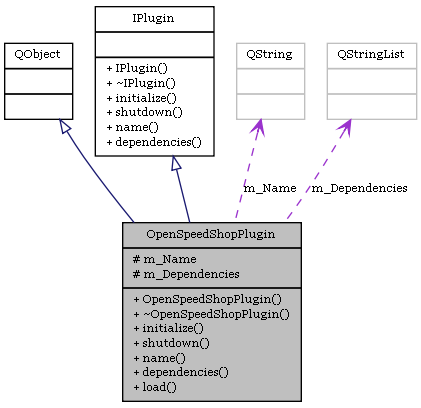 IPlugin
+ IPlugin()
+ ~IPlugin()
+ initialize()
+ shutdown()
+ name()
+ dependencies()
QObject
QString
QStringList
m_Name
m_Dependencies
OpenSpeedShopPlugin
# m_Name
# m_Dependencies
+ OpenSpeedShopPlugin()
+ ~OpenSpeedShopPlugin()
+ initialize()
+ shutdown()
+ name()
+ dependencies()
+ load()